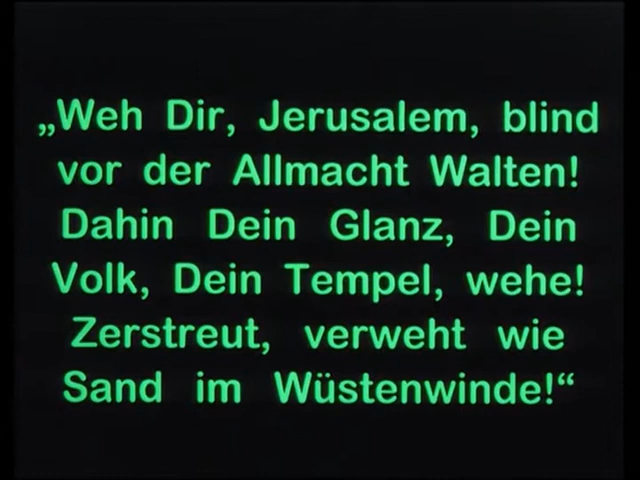 „Weh Dir, Jerusalem, blind
vor der Allmacht Walten!
Dahin Dein Glanz, Dein
Volk, Dein Tempel, wehe!
Zerstreut, verweht wie
Sand im Wüstenwinde!“